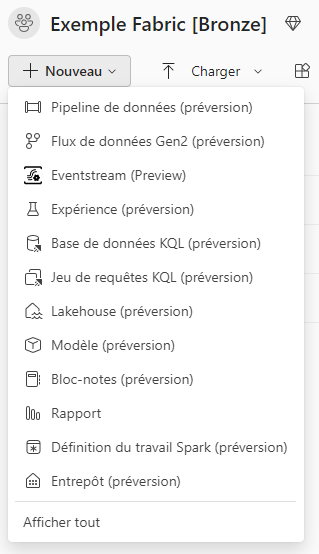 Exemple Fabric [Bronze]
Nouveau
Charger
Pipeline de données (préversion)
Flux de données Gen2 (préversion)
Eventstream (Preview)
Expérience (préversion)
Base de données KQL (préversion)
Jeu de requêtes KQL (préversion)
Lakehouse (préversion)
Modèle (préversion)
Bloc-notes (préversion)
Rapport
Définition du travail Spark (préversion)
Entrepôt (préversion)
Afficher tout